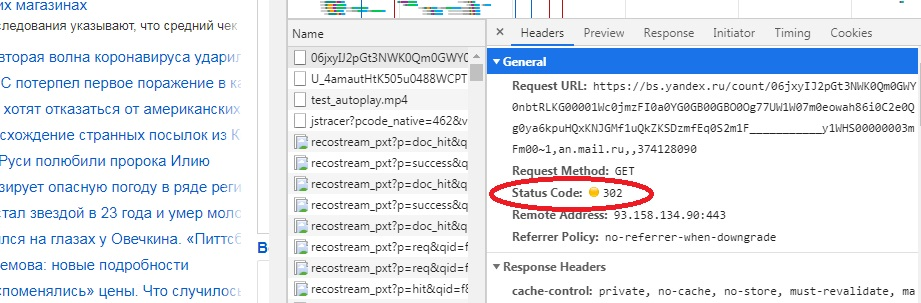 магазинах
следования указывают, что средний чек
вторая волна коронавируса ударил
С потерпел первое поражение в ка
хотят отказаться от американских
схождение странных посылок из К
Руси полюбили пророка Илию
зирует опасную погоду в ряде реги
стал звездой в 23 года и умер моло
лся на глазах у Овечкина. «Питтсб
емова: новые подробности
«поменялись» цены. Что случилось
В
Name
06jxyIJ2pGt3NWK0Qm0GWY0
U_4amautHtK505u0488WCPT
test_autoplay.mp4
jstracer?pcode_native=462&v
recostream_pxt?p=doc_hit&q
recostream_pxt?p=success&q
recostream_pxt?p=doc_hit&q
recostream_pxt?p=success&q
recostream_pxt?p=doc_hit&q
recostream_pxt?p=req&qid=f
recostream_pxt?p=req&qid=f8
recostream_pxt?p=hit&qid=f8
× Headers Preview Response Initiator Timing Cookies
▼ General
Request URL: https://bs.yandex.ru/count/06jxyIJ2pGt3NWK0Qm0GWY
0nbtRLKG00001Wc0jmzFI0a0YG0GB00GBO0Og77UW1W07m0eowah86i0C2e0Q
g0ya6kpuHQxKNJGMf1uQkZKSDzmfEq0S2m1F___________y1WHS00000003m
Fm00~1,an.mail.ru,,374128090
Request Method: GET
Status Code: 302
Remote Address: 93.158.134.90:443
Referrer Policy: no-referrer-when-downgrade
▼ Response Headers
cache-control: private, no-cache, no-store, must-revalidate, ma